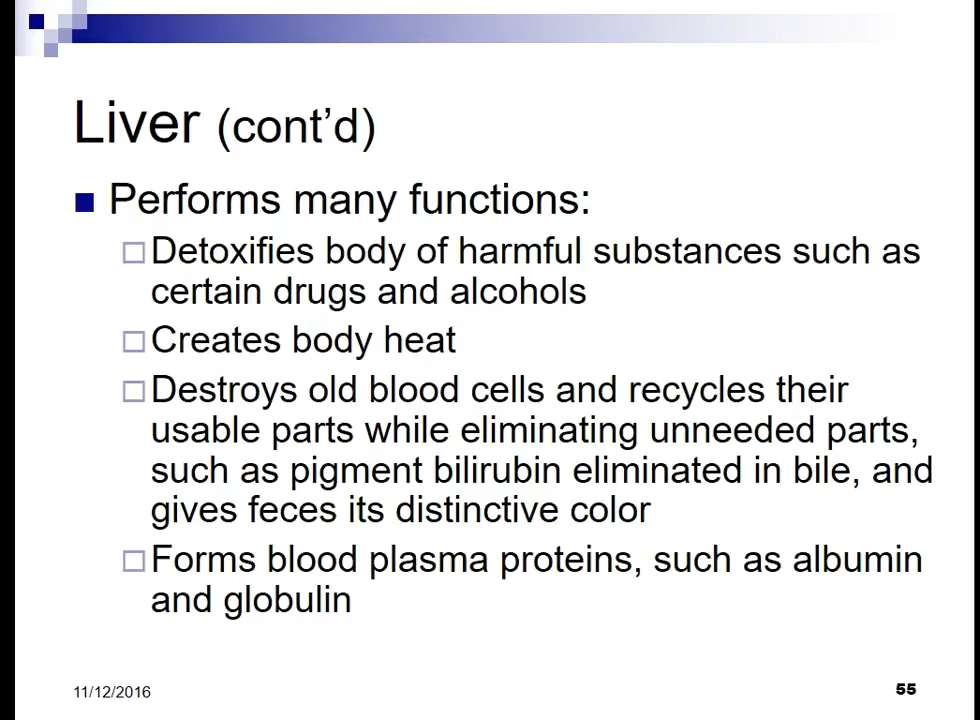 Liver (cont’d)
Performs many functions:
Detoxifies body of harmful substances such as
certain drugs and alcohols
Creates body heat
Destroys old blood cells and recycles their
usable parts while eliminating unneeded parts,
such as pigment bilirubin eliminated in bile, and
gives feces its distinctive color
Forms blood plasma proteins, such as albumin
and globulin
11/12/2016
55